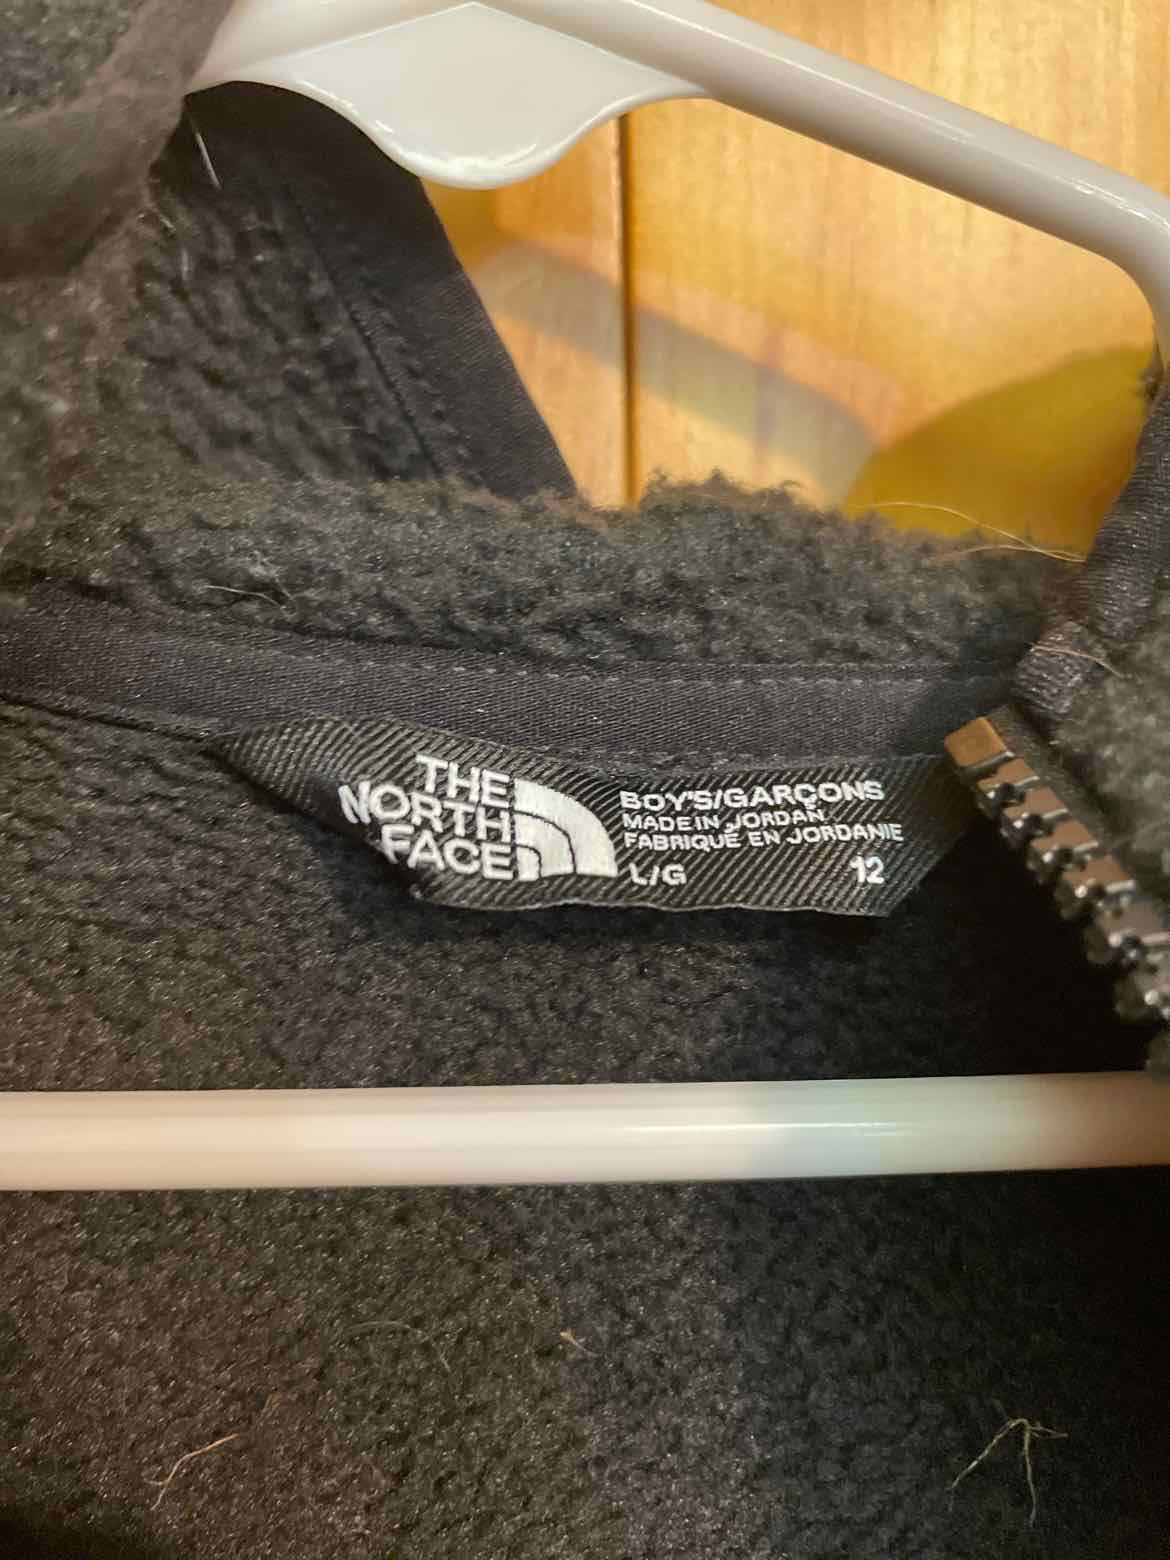 THE
NORTH
FACE
BOY'S/GARÇONS
MADE IN JORDAN
FABRIQUÉ EN JORDANIE
L/G 12